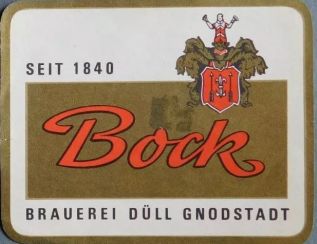 SEIT 1840
Bock
BRAUEREI DÜLL GNODSTADT